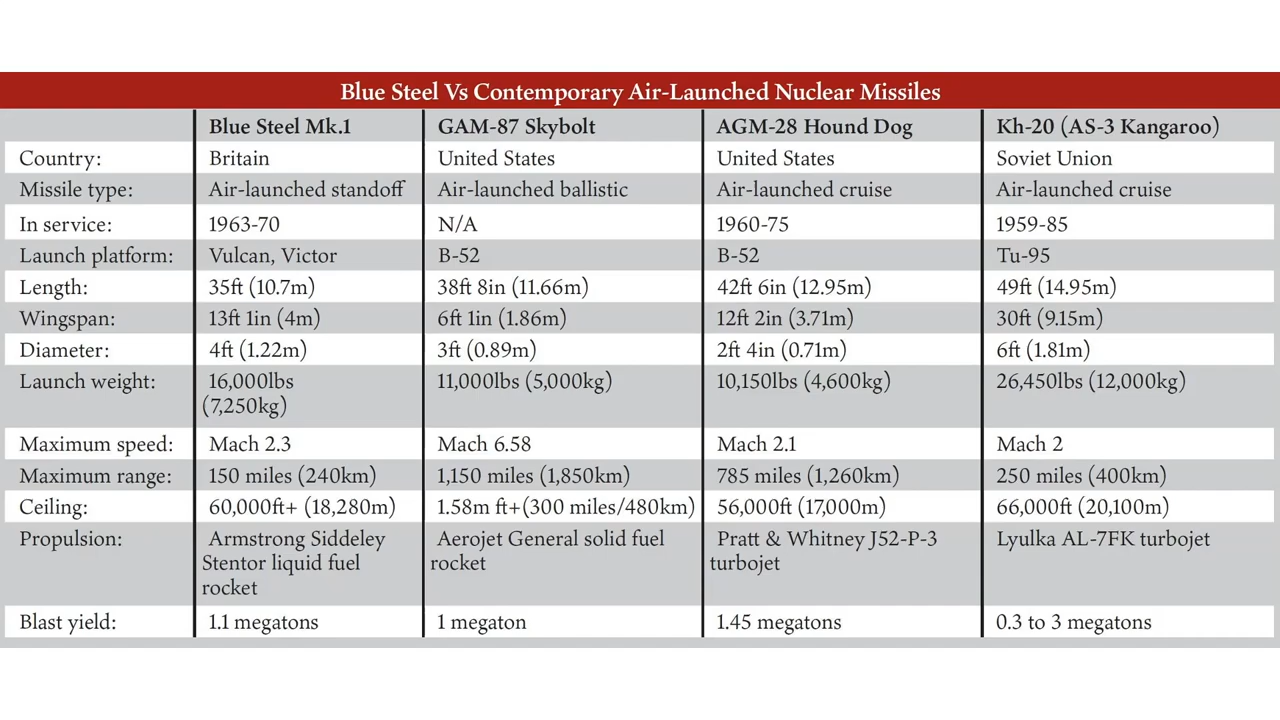 Blue Steel Vs Contemporary Air-Launched Nuclear Missiles
Blue Steel Mk.1 GAM-87 Skybolt AGM-28 Hound Dog Kh-20 (AS-3 Kangaroo)
Country: Britain United States United States Soviet Union
Missile type: Air-launched standoff Air-launched ballistic Air-launched cruise Air-launched cruise
In service: 1963-70 N/A 1960-75 1959-85
Launch platform: Vulcan, Victor B-52 B-52 Tu-95
Length: 35ft (10.7m) 38ft 8in (11.66m) 42ft 6in (12.95m) 49ft (14.95m)
Wingspan: 13ft 1in (4m) 6ft 1in (1.86m) 12ft 2in (3.71m) 30ft (9.15m)
Diameter: 4ft (1.22m) 3ft (0.89m) 2ft 4in (0.71m) 6ft (1.81m)
Launch weight: 16,000lbs 11,000lbs (5,000kg) 10,150lbs (4,600kg) 26,450lbs (12,000kg)
(7,250kg)
Maximum speed: Mach 2.3 Mach 6.58 Mach 2.1 Mach 2
Maximum range: 150 miles (240km) 1,150 miles (1,850km) 785 miles (1,260km) 250 miles (400km)
Ceiling: 60,000ft+ (18,280m) 1.58m ft+(300 miles/480km) 56,000ft (17,000m) 66,000ft (20,100m)
Propulsion: Armstrong Siddeley Aerojet General solid fuel Pratt & Whitney J52-P-3 Lyulka AL-7FK turbojet
Stentor liquid fuel rocket turbojet
rocket
Blast yield: 1.1 megatons 1 megaton 1.45 megatons 0.3 to 3 megatons